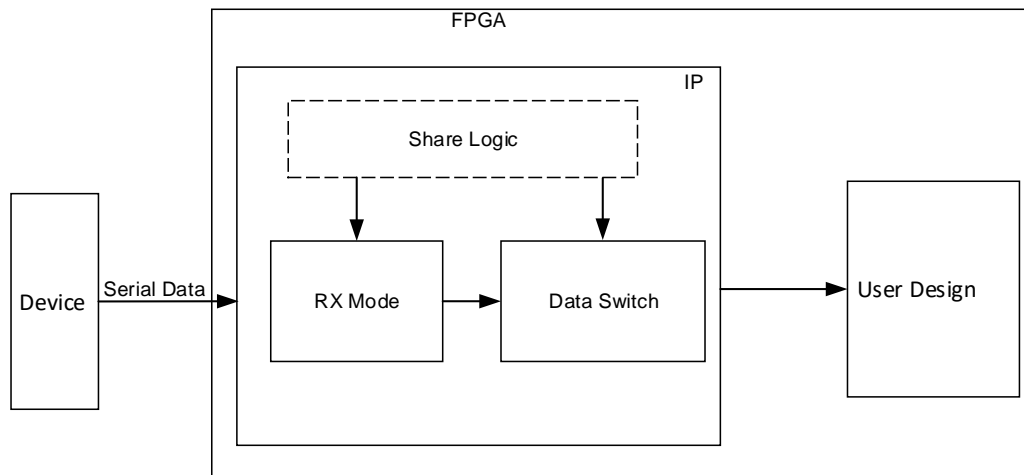 FPGA
IP
Share Logic
Device
Serial Data
RX Mode
Data Switch
User Design